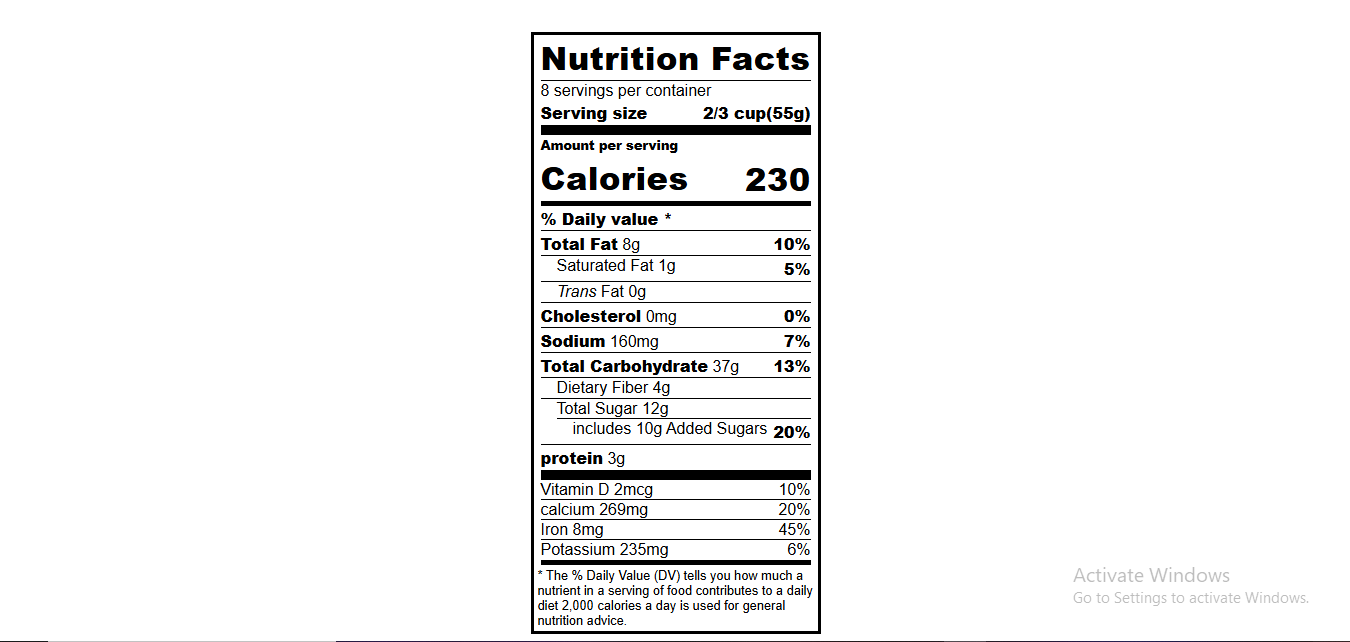 Nutrition Facts
8 servings per container
Serving size 2/3 cup(55g)
Amount per serving
Calories 230
% Daily value *
Total Fat 8g 10%
Saturated Fat 1g 5%
Trans Fat 0g
Cholesterol 0mg 0%
Sodium 160mg 7%
Total Carbohydrate 37g 13%
Dietary Fiber 4g
Total Sugar 12g
includes 10g Added Sugars 20%
protein 3g
Vitamin D 2mcg 10%
calcium 269mg 20%
Iron 8mg 45%
Potassium 235mg 6%
* The % Daily Value (DV) tells you how much a
nutrient in a serving of food contributes to a daily
diet 2,000 calories a day is used for general
nutrition advice.
Activate Windows
Go to Settings to activate Windows.